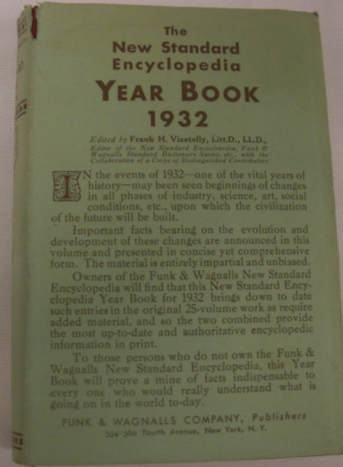 The
New Standard
Encyclopedia
YEAR BOOK
1932
Edited by Frank H. Vizetelly, Litt.D., LL.D.,
Editor of the New Standard Encyclopedia, Funk &
Wagnalls Standard Dictionary Series, etc., with the
Collaboration of a Corps of Distinguished Contributors
IN the events of 1932—one of the vital years of
history—may been seen beginnings of changes
in all phases of industry, science, art, social
conditions, etc., upon which the civilization
of the future will be built.
Important facts bearing on the evolution and
development of these changes are announced in this
volume and presented in concise yet comprehensive
form. The material is entirely impartial and unbiased.
Owners of the Funk & Wagnalls New Standard
Encyclopedia will find that this New Standard Ency-
clopedia Year Book for 1932 brings down to date
such entries in the original 25-volume work as require
added material, and so the two combined provide
the most up-to-date and authoritative encyclopedic
information in print.
To those persons who do not own the Funk &
Wagnalls New Standard Encyclopedia, this Year
Book will prove a mine of facts indispensable to
every one who would really understand what is
going on in the world to-day.
FUNK & WAGNALLS COMPANY, Publishers
354-360 Fourth Avenue, New York, N. Y.